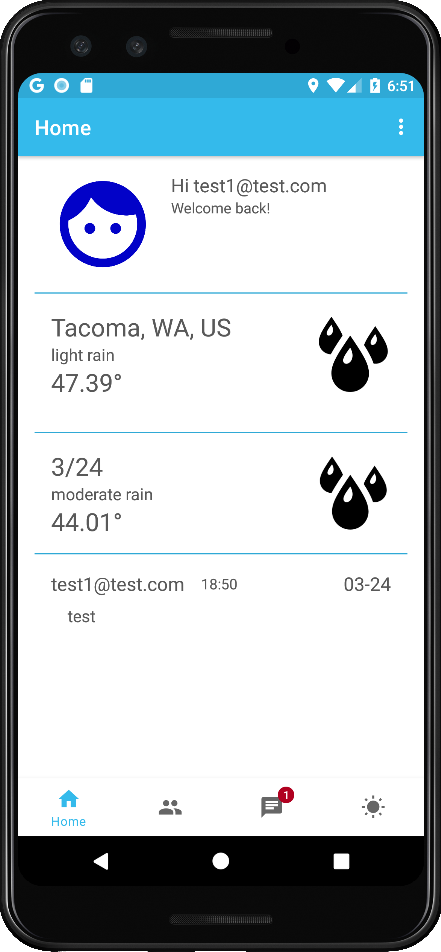 G 6:51
Home
Hi test1@test.com
Welcome back!
Tacoma, WA, US
light rain
47.39°
3/24
moderate rain
44.01°
test1@test.com 18:50 03-24
test
1
Home